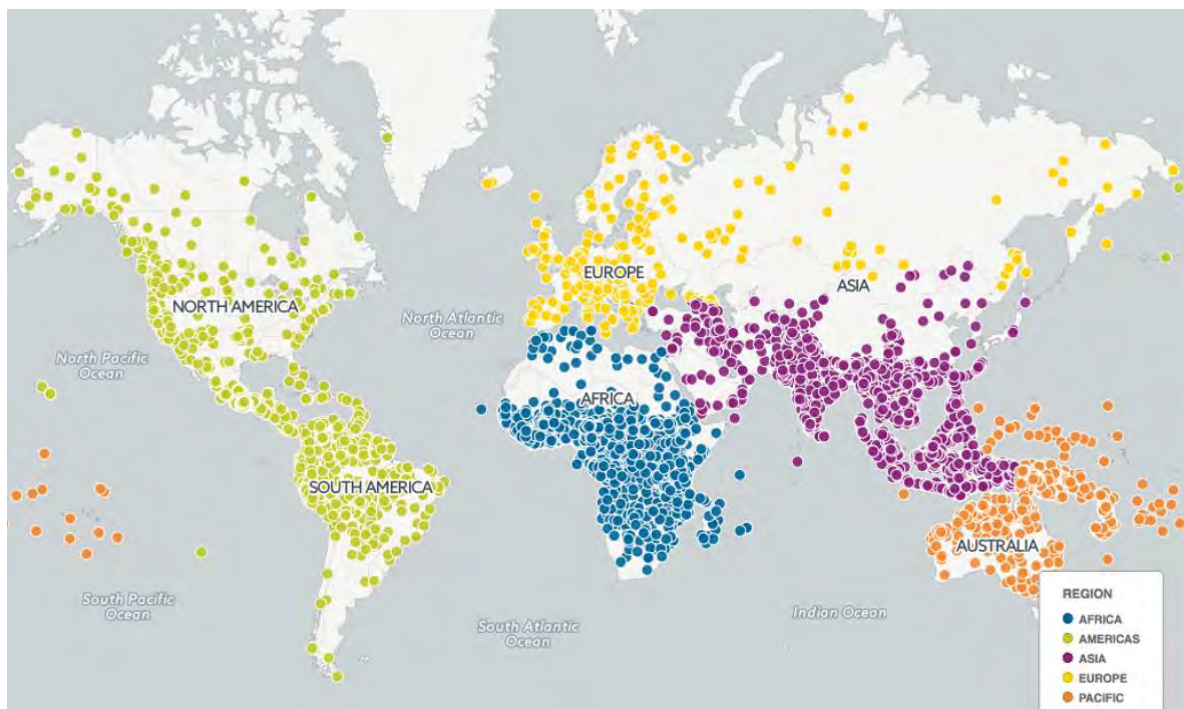 EUROPE
ASIA
NORTH AMERICA
North Atlantic
Ocean
North Pacific
Ocean
AFRICA
SOUTH AMERICA
AUSTRALIA
South Pacific
Ocean
South Atlantic
Ocean
Indian Ocean
REGION
AFRICA
AMERICAS
ASIA
EUROPE
PACIFIC